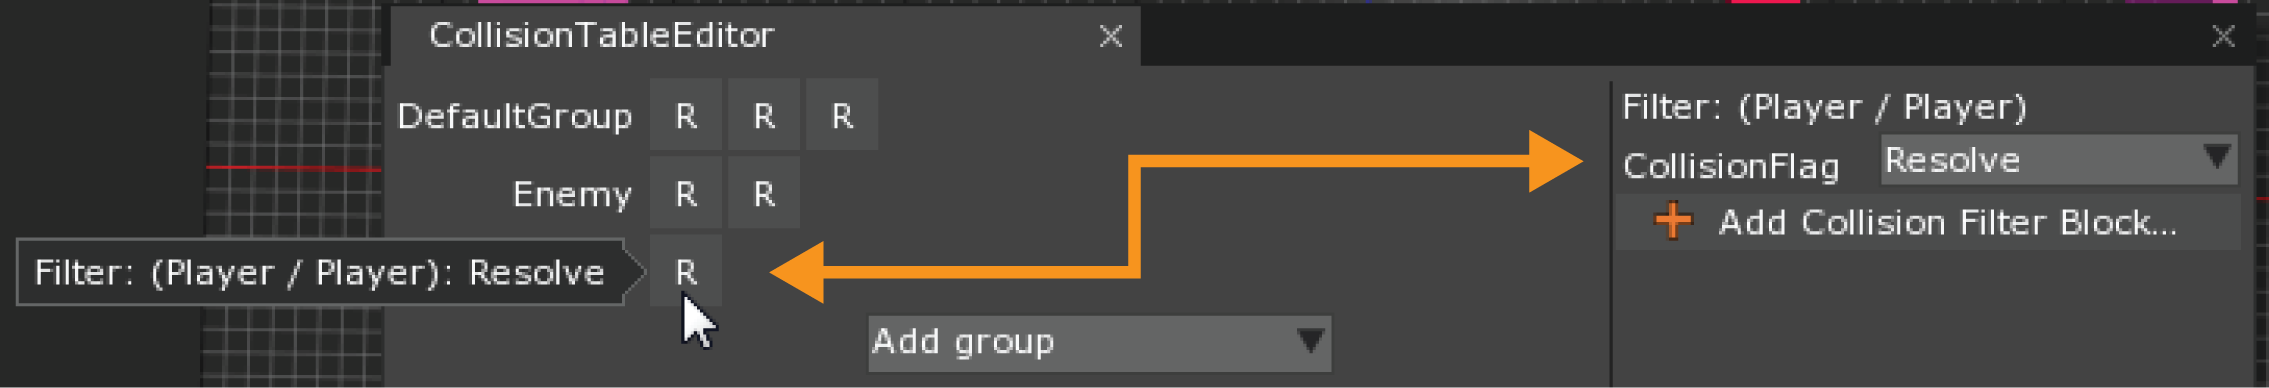 CollisionTableEditor
DefaultGroup R R R
Enemy R R
Filter: (Player / Player): Resolve R
Add group
Filter: (Player / Player)
CollisionFlag Resolve
Add Collision Filter Block...